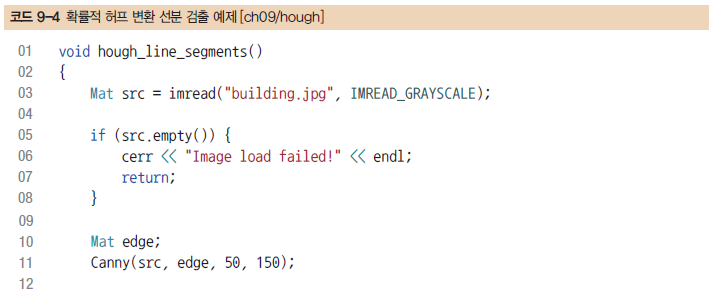 코드 9-4 확률적 허프 변환 선분 검출 예제 [ch09/hough]
01 void hough_line_segments()
02 {
03     Mat src = imread("building.jpg", IMREAD_GRAYSCALE);
04
05     if (src.empty()) {
06         cerr << "Image load failed!" << endl;
07         return;
08     }
09
10     Mat edge;
11     Canny(src, edge, 50, 150);
12